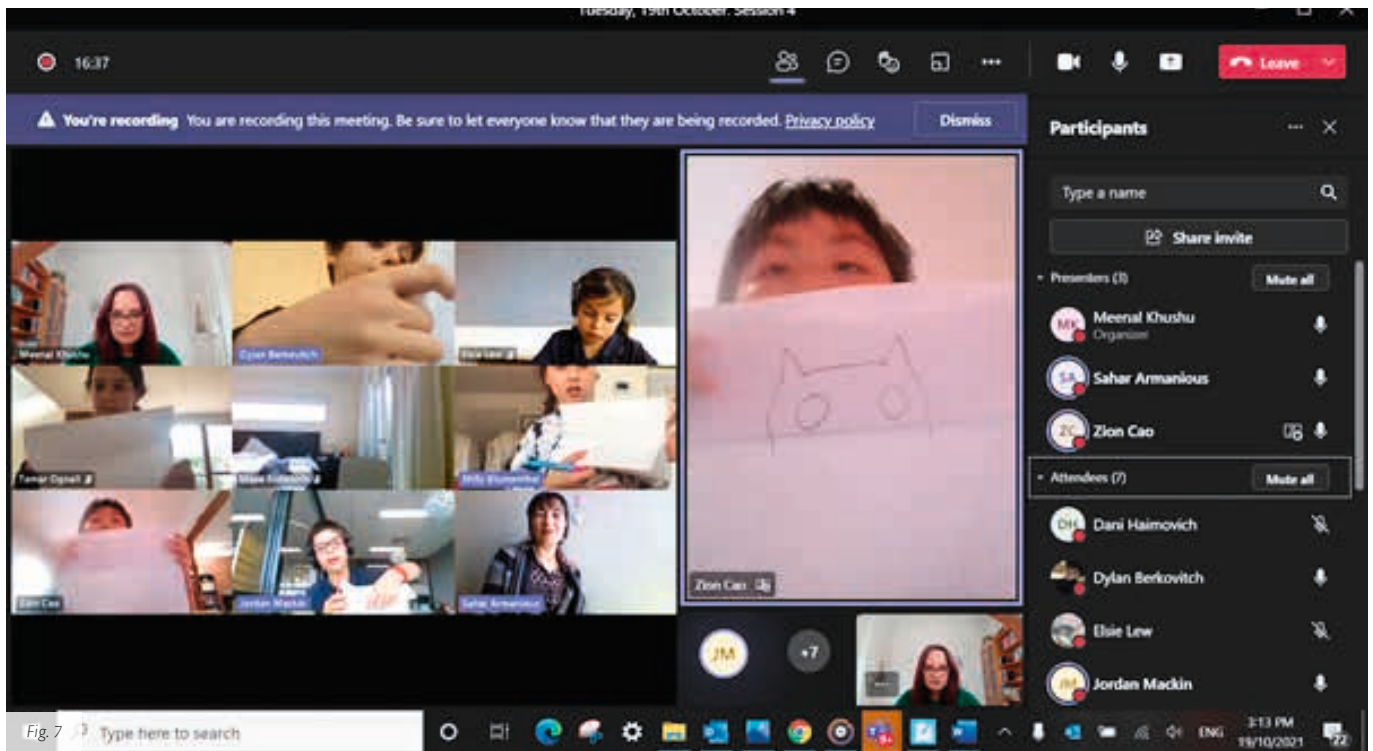 Tuesday, 19th October. Session 4
16:37
Leave
You're recording You are recording this meeting. Be sure to let everyone know that they are being recorded. Privacy policy
Dismiss
Participants
Type a name
Share invite
Presenters (3)
Mute all
MK
Meenal Khushu
Organizer
SA
Sahar Armanious
ZC
Zion Cao
Attendees (7)
Mute all
DH
Dani Haimovich
Dylan Berkovitch
Elsie Lew
JM
Jordan Mackin
Meenal Khushu
Dylan Berkovitch
Elsie Lew
Tamar Ognall
Milly Blumenthal
Zion Cao
Jordan Mackin
Sahar Armanious
Zion Cao
JM
+7
Fig. 7
Type here to search
9+
ENG
3:13 PM
19/10/2021
22